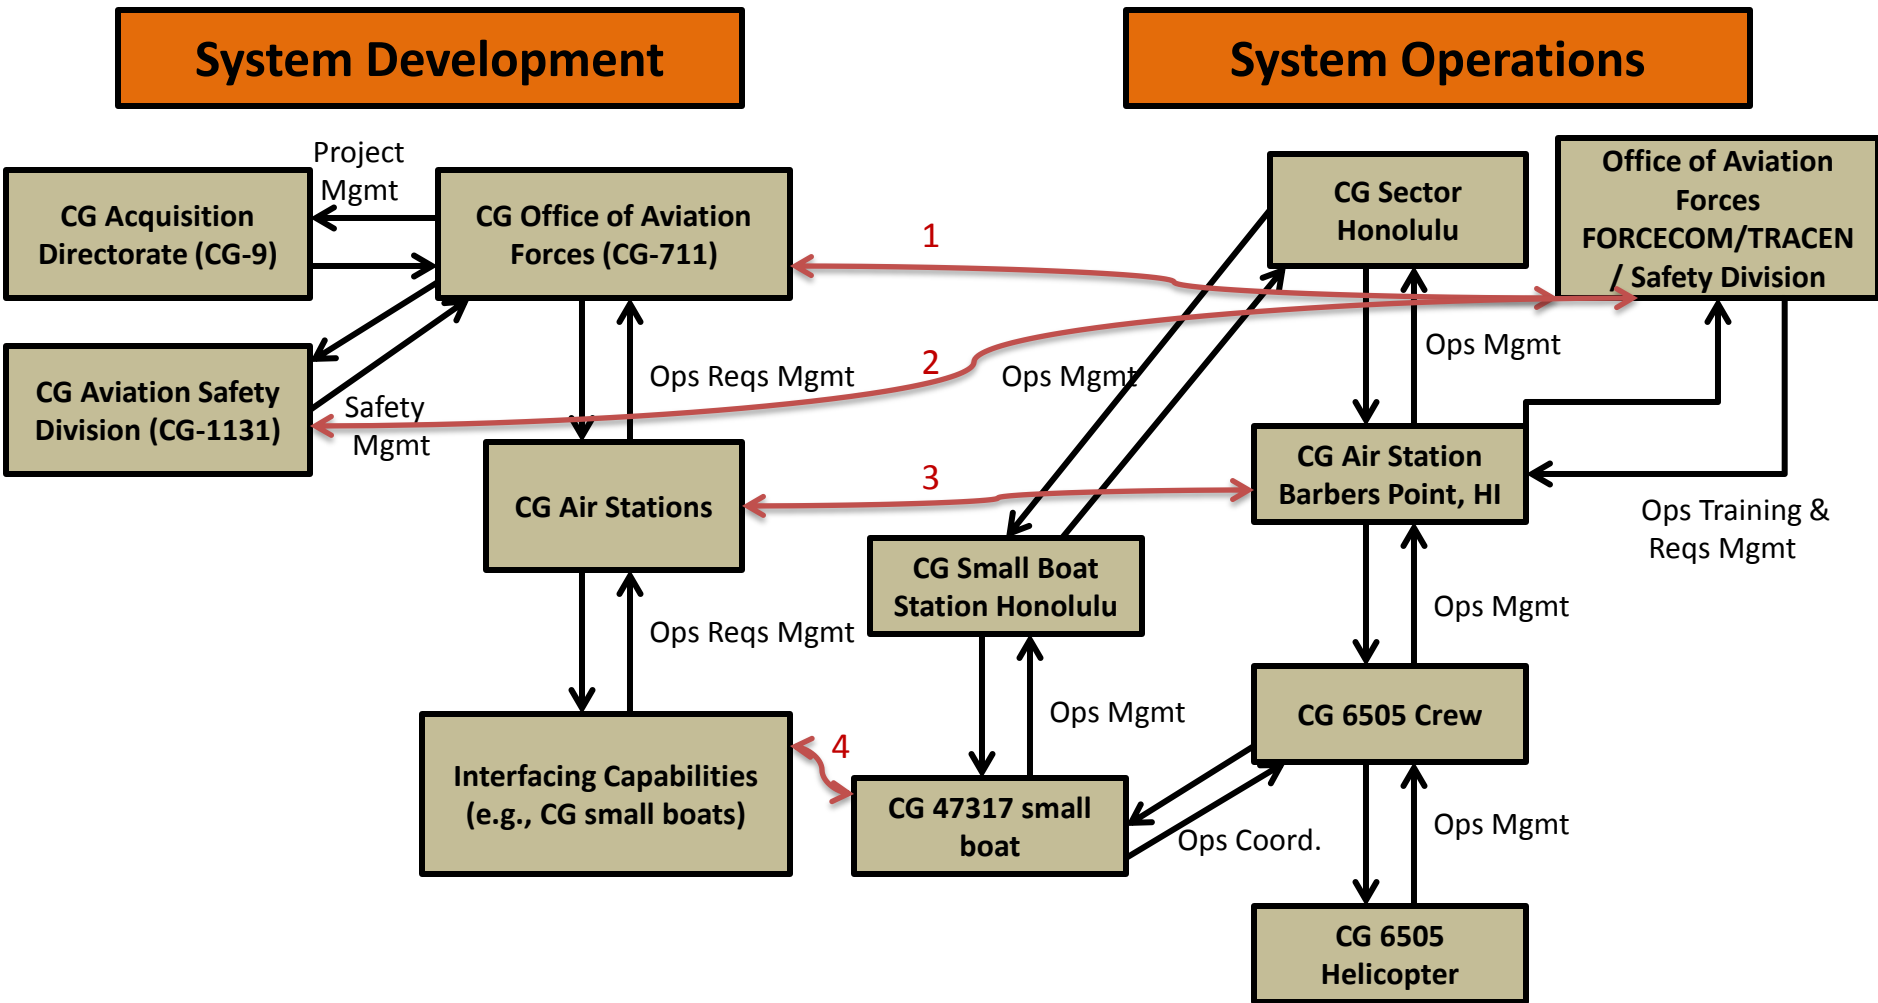 System Development
System Operations
Project
Mgmt
CG Acquisition
Directorate (CG-9)
CG Office of Aviation
Forces (CG-711)
1
CG Sector
Honolulu
Office of Aviation
Forces
FORCECOM/TRACEN
/ Safety Division
CG Aviation Safety
Division (CG-1131)
Safety
Mgmt
Ops Reqs Mgmt
2
Ops Mgmt
Ops Mgmt
CG Air Stations
3
CG Air Station
Barbers Point, HI
Ops Training &
Reqs Mgmt
CG Small Boat
Station Honolulu
Ops Reqs Mgmt
Ops Mgmt
Interfacing Capabilities
(e.g., CG small boats)
4
Ops Mgmt
CG 6505 Crew
CG 47317 small
boat
Ops Coord.
Ops Mgmt
CG 6505
Helicopter